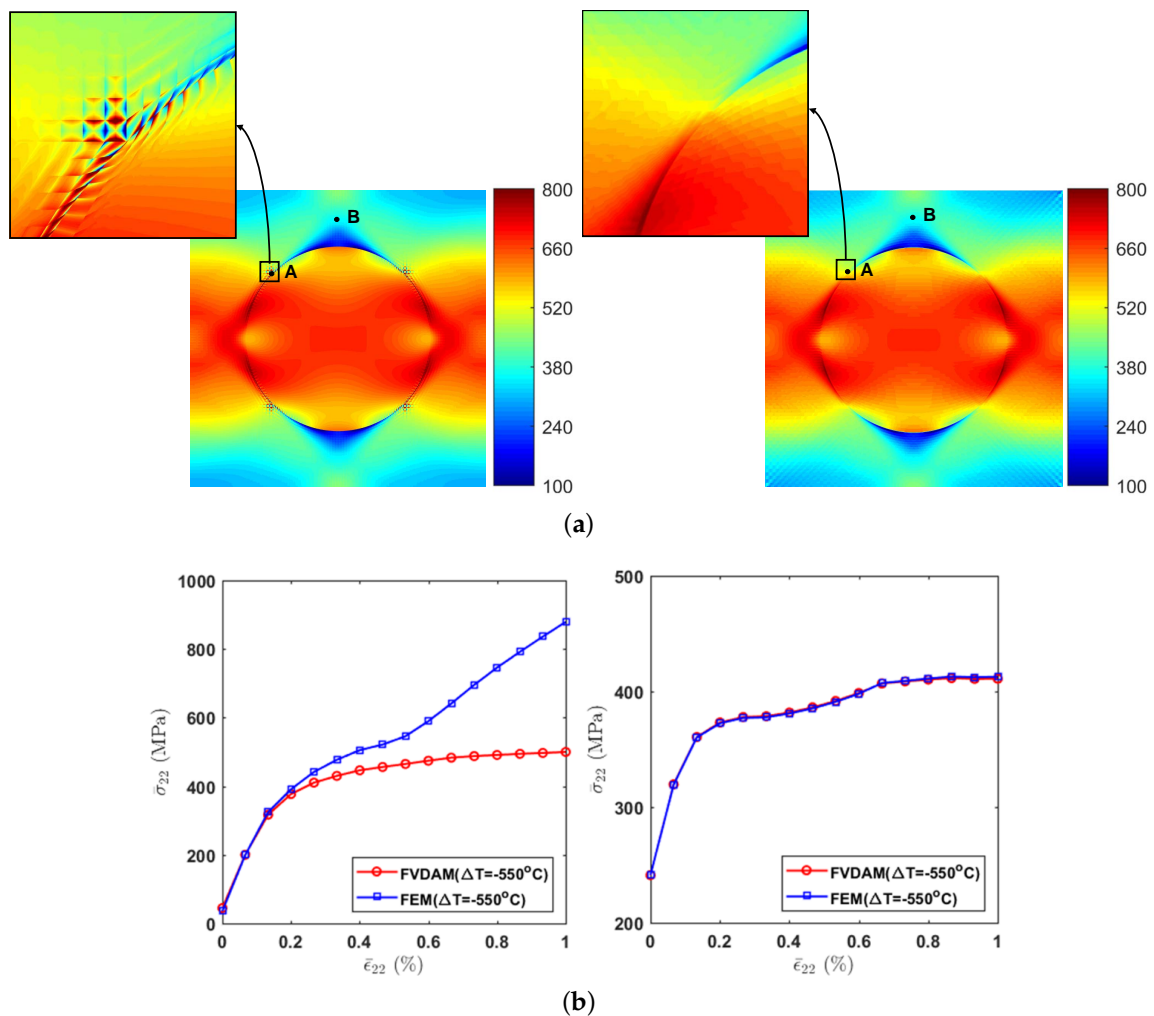 B
A
800
660
520
380
240
100
B
A
800
660
520
380
240
100
(a)
1000
800
600
400
200
0
σ̄22 (MPa)
FVDAM(ΔT=-550°C)
FEM(ΔT=-550°C)
0 0.2 0.4 0.6 0.8 1
ε̄22 (%)
500
400
300
200
σ̄22 (MPa)
FVDAM(ΔT=-550°C)
FEM(ΔT=-550°C)
0 0.2 0.4 0.6 0.8 1
ε̄22 (%)
(b)